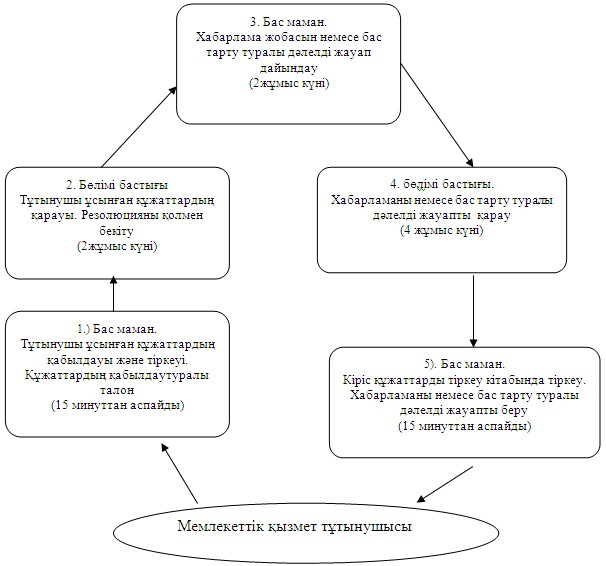 3. Бас маман.
Хабарлама жобасын немесе бас
тарту туралы дәлелді жауап
дайындау
(2жұмыс күні)
2. Бөлімі бастығы
Тұтынушы ұсынған құжаттардың
қарауы. Резолюцияны қолмен
бекіту
(2жұмыс күні)
4. бөдімі бастығы.
Хабарламаны немесе бас тарту туралы
дәлелді жауапты қарау
(4 жұмыс күні)
1.) Бас маман.
Тұтынушы ұсынған құжаттардың
қабылдауы және тіркеуі.
Құжаттардың қабылдаутуралы
талон
(15 минуттан аспайды)
5). Бас маман.
Кіріс құжаттарды тіркеу кітабында тіркеу.
Хабарламаны немесе бас тарту туралы
дәлелді жауапты беру
(15 минуттан аспайды)
Мемлекеттік қызмет тұтынушысы